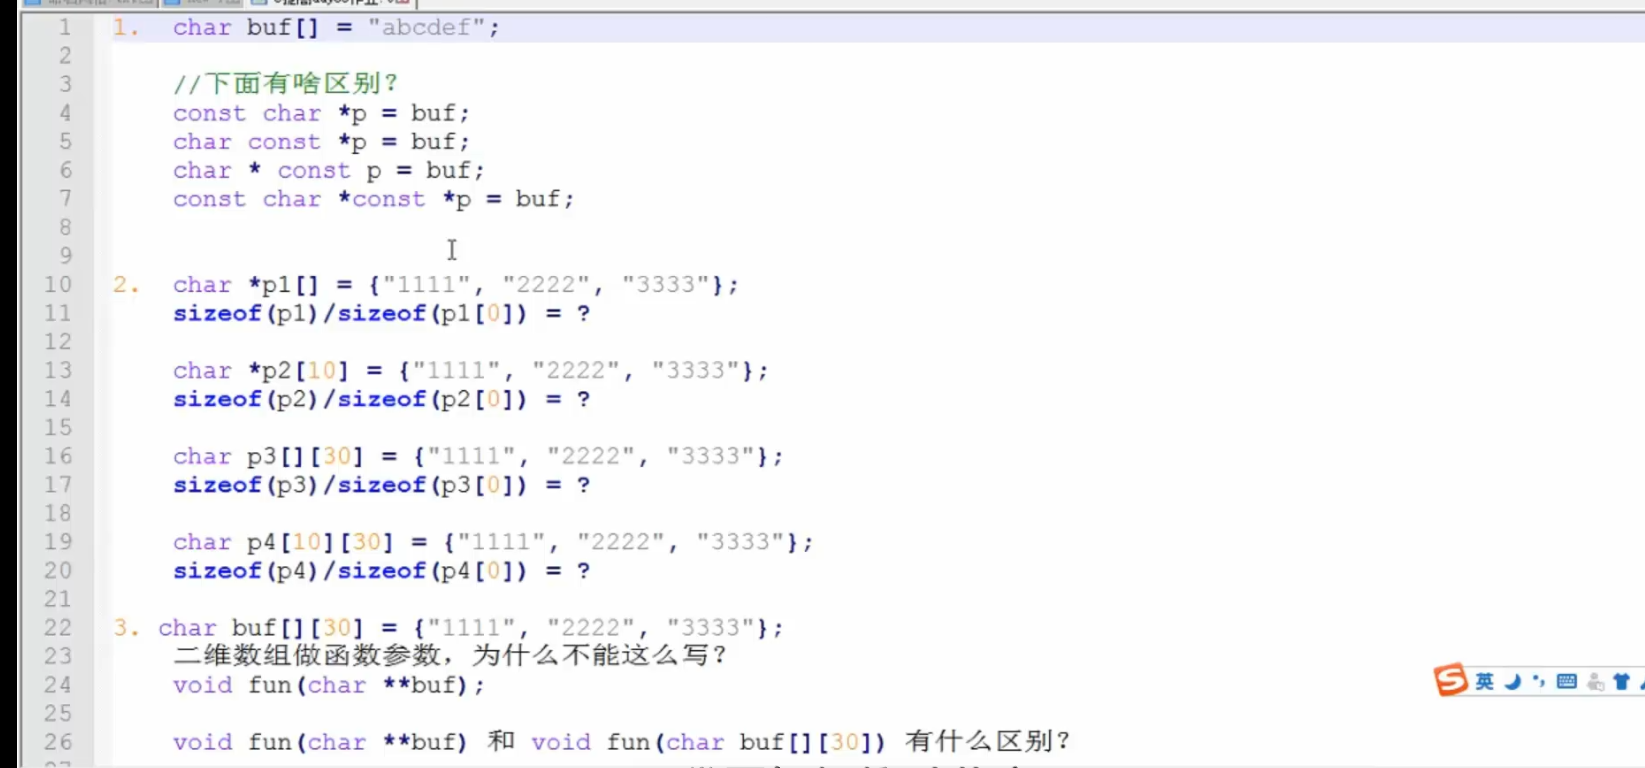 1 1. char buf[] = "abcdef";
2
3 //下面有啥区别？
4 const char *p = buf;
5 char const *p = buf;
6 char * const p = buf;
7 const char *const *p = buf;
8
9
10 2. char *p1[] = {"1111", "2222", "3333"};
11 sizeof(p1)/sizeof(p1[0]) = ?
12
13 char *p2[10] = {"1111", "2222", "3333"};
14 sizeof(p2)/sizeof(p2[0]) = ?
15
16 char p3[][30] = {"1111", "2222", "3333"};
17 sizeof(p3)/sizeof(p3[0]) = ?
18
19 char p4[10][30] = {"1111", "2222", "3333"};
20 sizeof(p4)/sizeof(p4[0]) = ?
21
22 3. char buf[][30] = {"1111", "2222", "3333"};
23 二维数组做函数参数，为什么不能这么写？
24 void fun(char **buf);
25
26 void fun(char **buf) 和 void fun(char buf[][30]) 有什么区别？
英